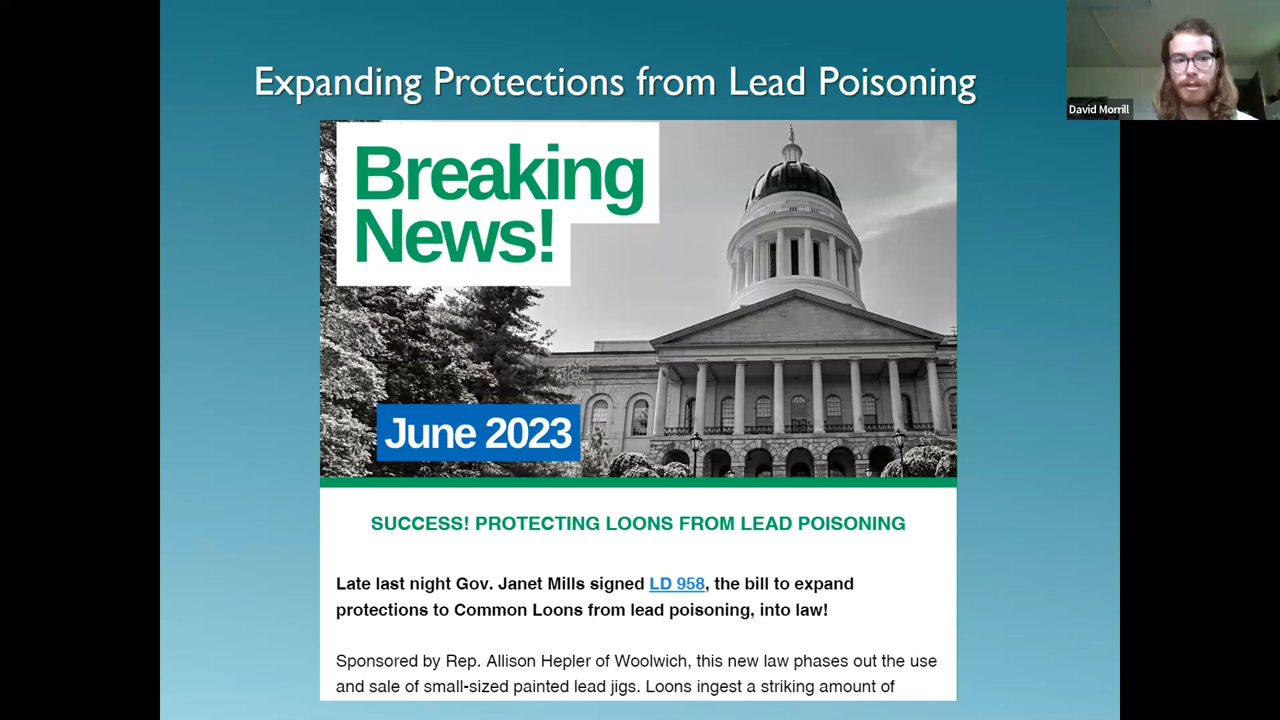 Expanding Protections from Lead Poisoning
David Morrill
Breaking
News!
June 2023
SUCCESS! PROTECTING LOONS FROM LEAD POISONING
Late last night Gov. Janet Mills signed LD 958, the bill to expand
protections to Common Loons from lead poisoning, into law!
Sponsored by Rep. Allison Hepler of Woolwich, this new law phases out the use
and sale of small-sized painted lead jigs. Loons ingest a striking amount of